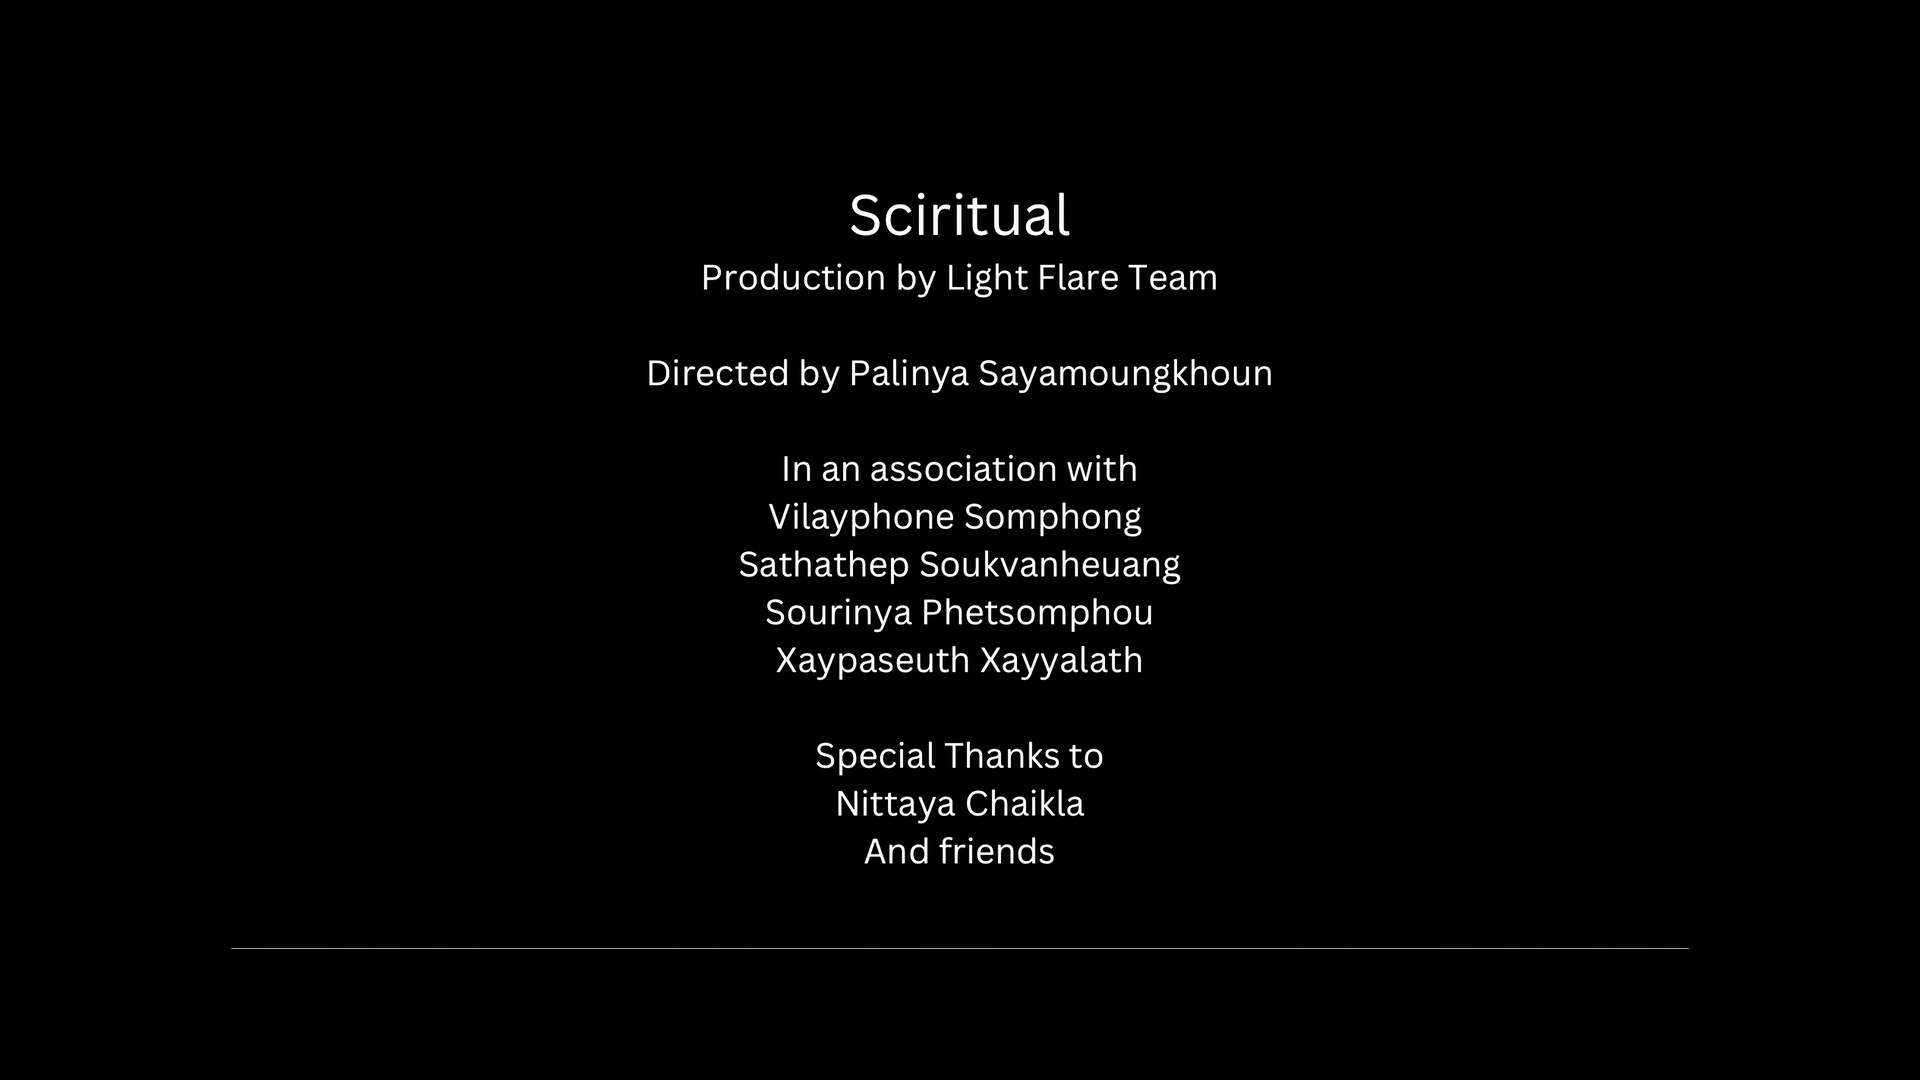 Sciritual
Production by Light Flare Team
Directed by Palinya Sayamoungkhoun
In an association with
Vilayphone Somphong
Sathathep Soukvanheuang
Sourinya Phetsomphou
Xaypaseuth Xayyalath
Special Thanks to
Nittaya Chaikla
And friends